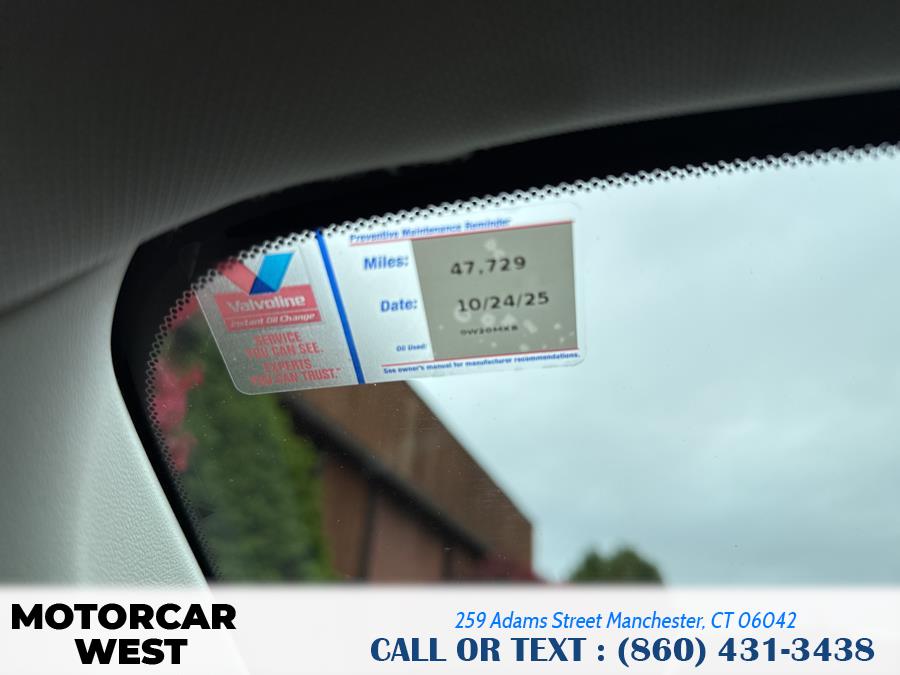 Preventive Maintenance Reminder
Miles: 47,729
Date: 10/24/25
Oil Used:
See owner's manual for manufacturer recommendations.
Valvoline
Instant Oil Change
SERVICE
YOU CAN SEE.
EXPERTS
YOU CAN TRUST.™
MOTORCAR
WEST
259 Adams Street Manchester, CT 06042
CALL OR TEXT : (860) 431-3438